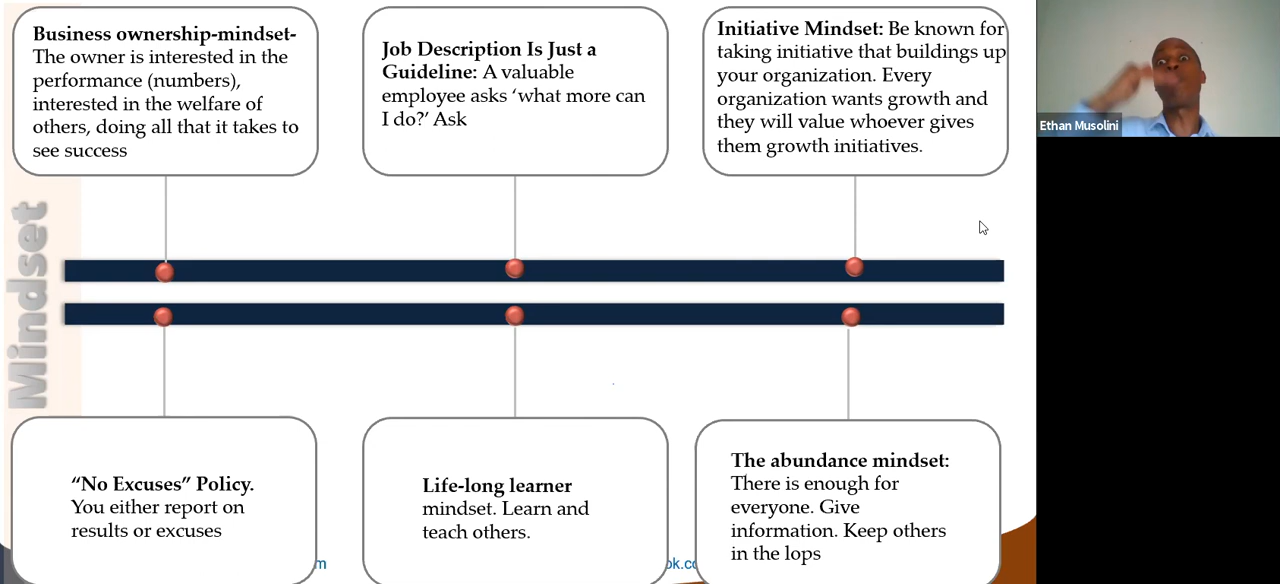 Business ownership-mindset-
The owner is interested in the
performance (numbers),
interested in the welfare of
others, doing all that it takes to
see success
Job Description Is Just a
Guideline: A valuable
employee asks ‘what more can
I do?’ Ask
Initiative Mindset: Be known for
taking initiative that buildings up
your organization. Every
organization wants growth and
they will value whoever gives
them growth initiatives.
Ethan Musolini
Mindset
“No Excuses” Policy.
You either report on
results or excuses
Life-long learner
mindset. Learn and
teach others.
The abundance mindset:
There is enough for
everyone. Give
information. Keep others
in the lops